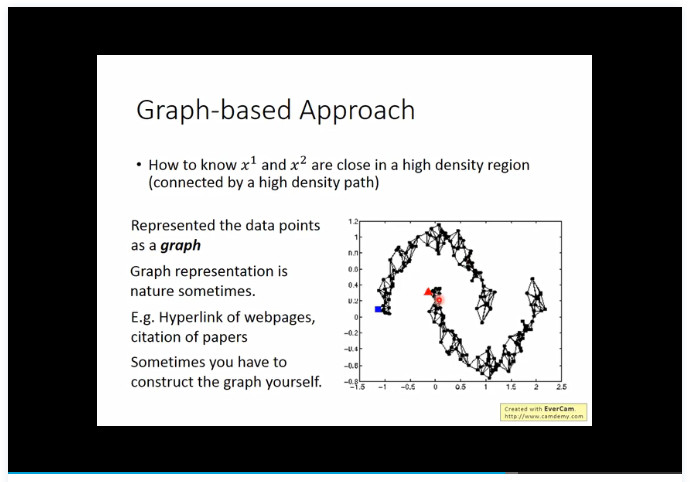 Graph-based Approach
• How to know x¹ and x² are close in a high density region
(connected by a high density path)
Represented the data points
as a graph
Graph representation is
nature sometimes.
E.g. Hyperlink of webpages,
citation of papers
Sometimes you have to
construct the graph yourself.
1.2
1
0.8
0.6
0.4
0.2
0
−0.2
−0.4
−0.6
−0.8
−1.5 −1 −0.5 0 0.5 1 1.5 2 2.5
Created with EverCam.
http://www.camdemy.com